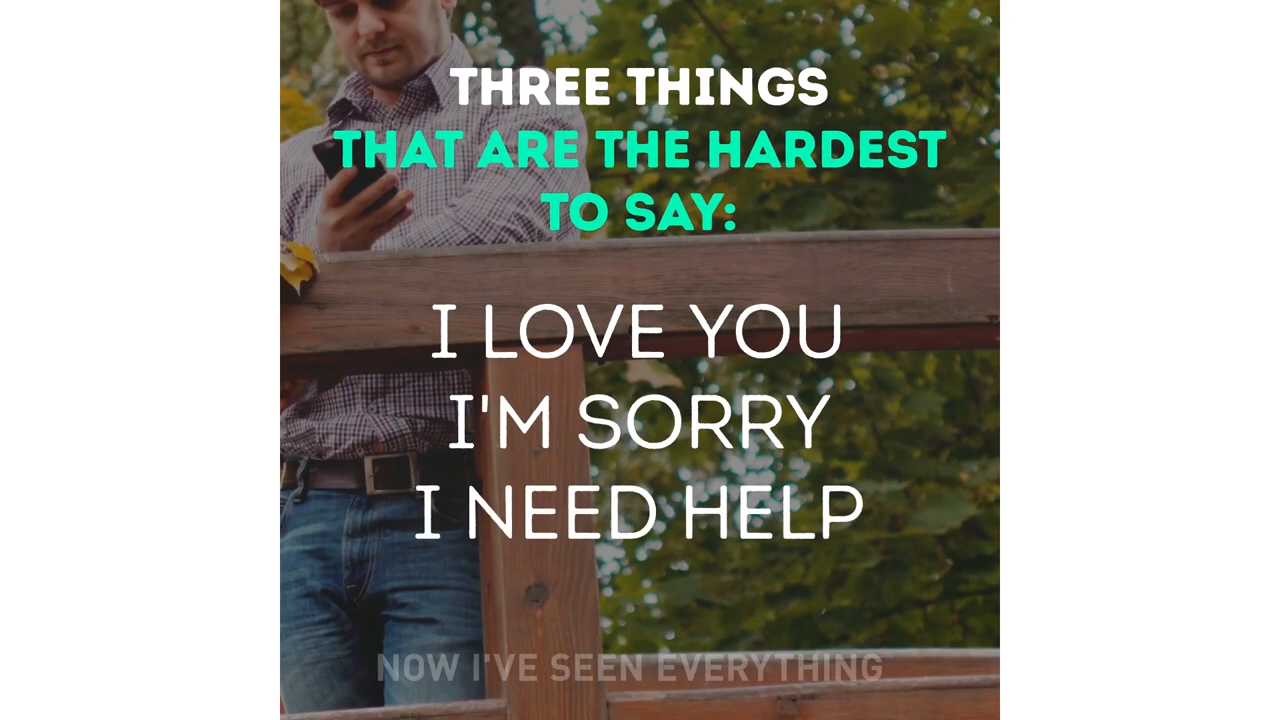 THREE THINGS
THAT ARE THE HARDEST
TO SAY:
I LOVE YOU
I'M SORRY
I NEED HELP
NOW I'VE SEEN EVERYTHING